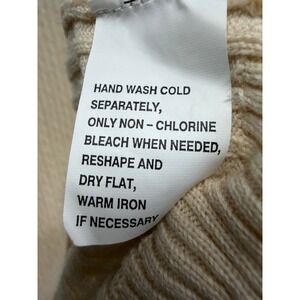 HAND WASH COLD
SEPARATELY,
ONLY NON – CHLORINE
BLEACH WHEN NEEDED,
RESHAPE AND
DRY FLAT,
WARM IRON
IF NECESSARY